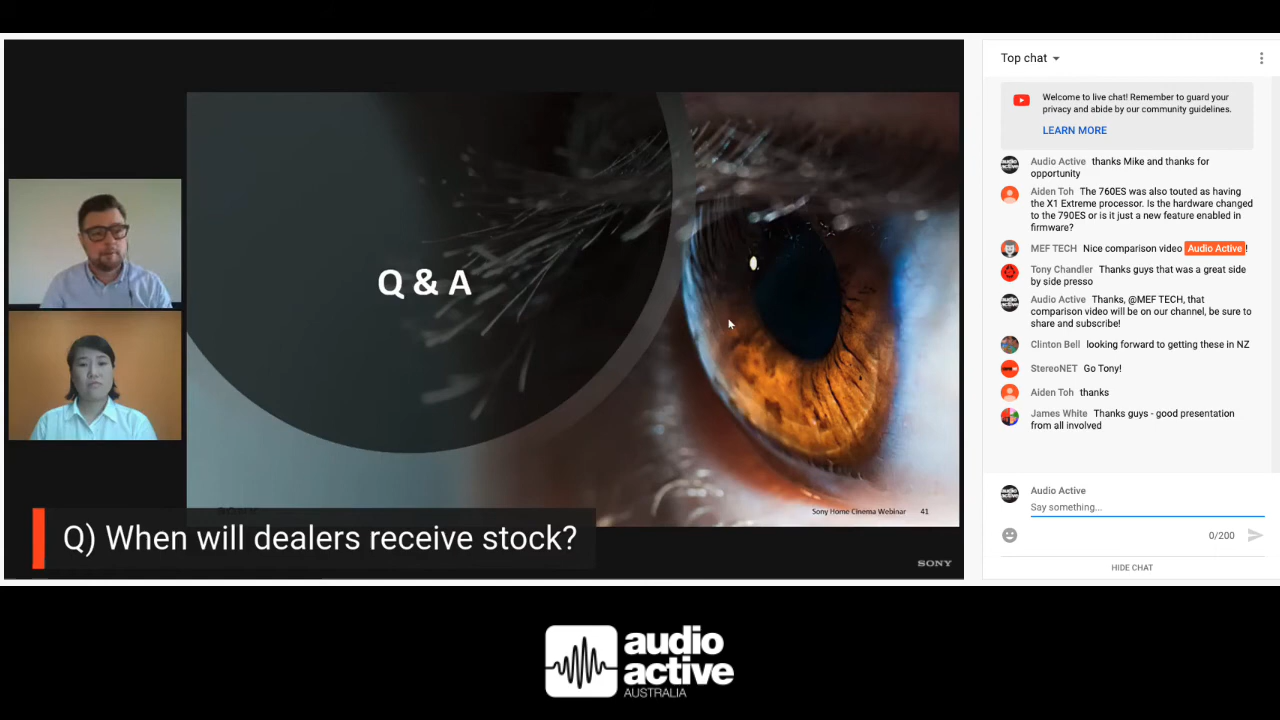 Q & A
SONY
Sony Home Cinema Webinar 41
Q) When will dealers receive stock?
SONY
Top chat
Welcome to live chat! Remember to guard your
privacy and abide by our community guidelines.
LEARN MORE
Audio Active thanks Mike and thanks for
opportunity
Aiden Toh The 760ES was also touted as having
the X1 Extreme processor. Is the hardware changed
to the 790ES or is it just a new feature enabled in
firmware?
MEF TECH Nice comparison video Audio Active !
Tony Chandler Thanks guys that was a great side
by side presso
Audio Active Thanks, @MEF TECH, that
comparison video will be on our channel, be sure to
share and subscribe!
Clinton Bell looking forward to getting these in NZ
StereoNET Go Tony!
Aiden Toh thanks
James White Thanks guys - good presentation
from all involved
Audio Active
Say something...
0/200
HIDE CHAT
audio
active
AUSTRALIA